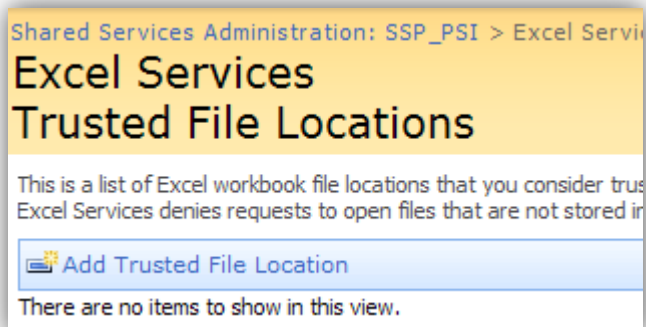 Shared Services Administration: SSP_PSI > Excel Servi
Excel Services
Trusted File Locations
This is a list of Excel workbook file locations that you consider trus
Excel Services denies requests to open files that are not stored in
Add Trusted File Location
There are no items to show in this view.